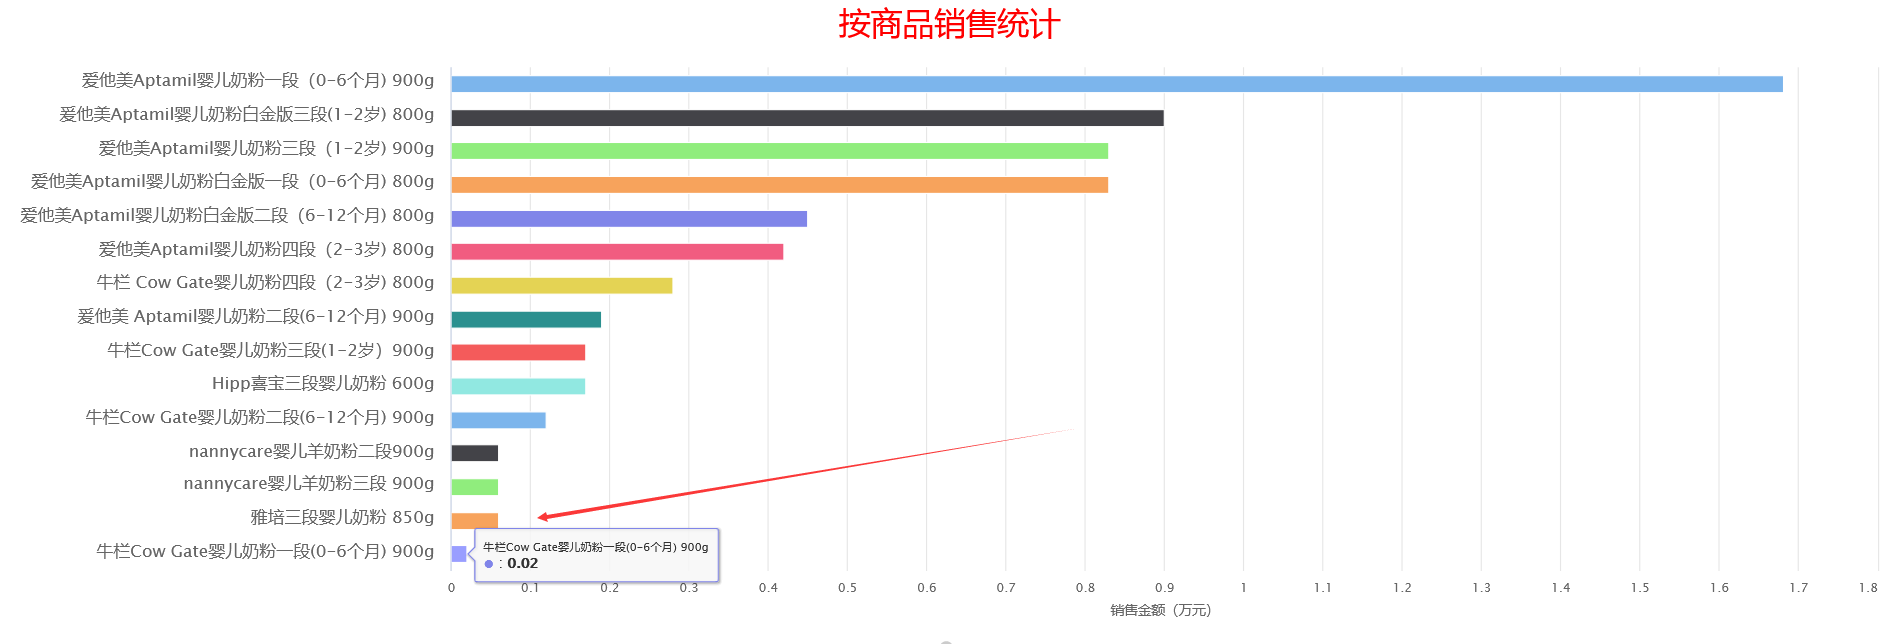 按商品销售统计
爱他美Aptamil婴儿奶粉一段（0-6个月) 900g
爱他美Aptamil婴儿奶粉白金版三段(1-2岁) 800g
爱他美Aptamil婴儿奶粉三段（1-2岁) 900g
爱他美Aptamil婴儿奶粉白金版一段（0-6个月) 800g
爱他美Aptamil婴儿奶粉白金版二段（6-12个月) 800g
爱他美Aptamil婴儿奶粉四段（2-3岁) 800g
牛栏 Cow Gate婴儿奶粉四段（2-3岁) 800g
爱他美 Aptamil婴儿奶粉二段(6-12个月) 900g
牛栏Cow Gate婴儿奶粉三段(1-2岁）900g
Hipp喜宝三段婴儿奶粉 600g
牛栏Cow Gate婴儿奶粉二段(6-12个月) 900g
nannycare婴儿羊奶粉二段900g
nannycare婴儿羊奶粉三段 900g
雅培三段婴儿奶粉 850g
牛栏Cow Gate婴儿奶粉一段(0-6个月) 900g
牛栏Cow Gate婴儿奶粉一段(0-6个月) 900g
: 0.02
0 0.1 0.2 0.3 0.4 0.5 0.6 0.7 0.8 0.9 1 1.1 1.2 1.3 1.4 1.5 1.6 1.7 1.8
销售金额（万元）